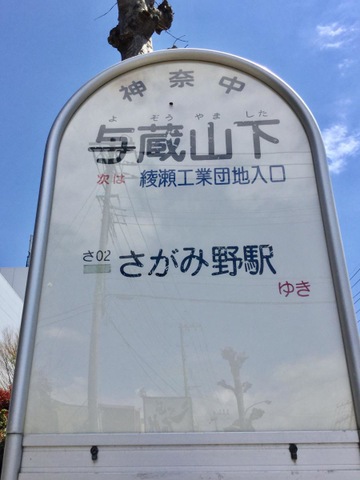 神奈中
よぞうやました
与蔵山下
次は 綾瀬工業団地入口
さ02 さがみ野駅
ゆき